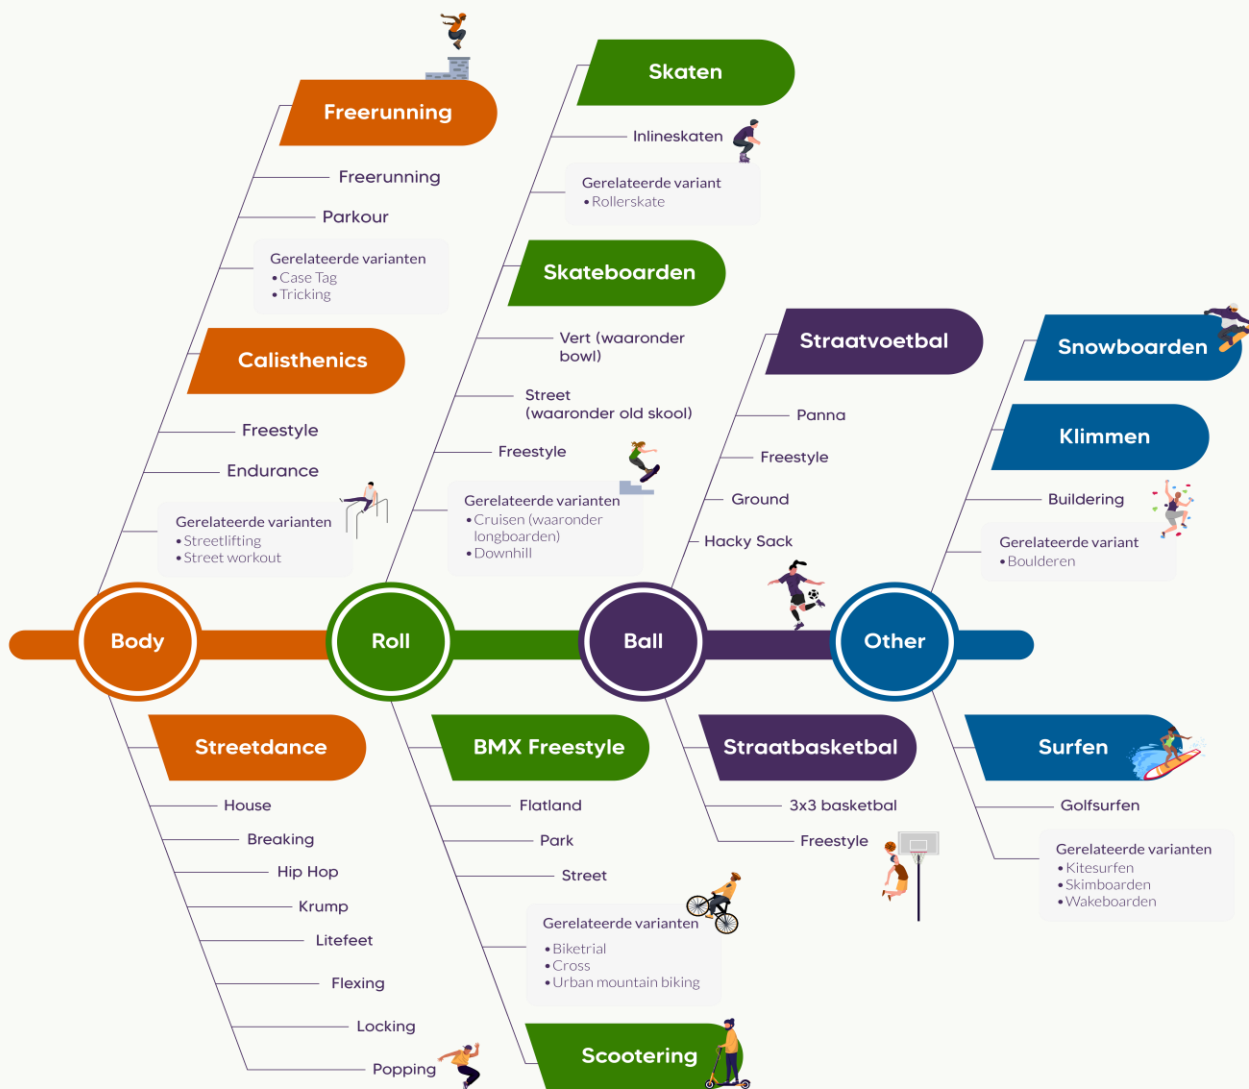 Freerunning
Freerunning
Parkour
Gerelateerde varianten
• Case Tag
• Tricking
Calisthenics
Freestyle
Endurance
Gerelateerde varianten
• Streetlifting
• Street workout
Skaten
Inlineskaten
Gerelateerde variant
• Rollerskate
Skateboarden
Vert (waaronder
bowl)
Street
(waaronder old skool)
Freestyle
Gerelateerde varianten
• Cruisen (waaronder
longboarden)
• Downhill
Straatvoetbal
Panna
Freestyle
Ground
Hacky Sack
Snowboarden
Klimmen
Buildering
Gerelateerde variant
• Boulderen
Body
Roll
Ball
Other
Streetdance
House
Breaking
Hip Hop
Krump
Litefeet
Flexing
Locking
Popping
BMX Freestyle
Flatland
Park
Street
Gerelateerde varianten
• Biketrial
• Cross
• Urban mountain biking
Scootering
Straatbasketbal
3x3 basketbal
Freestyle
Surfen
Golfsurfen
Gerelateerde varianten
• Kitesurfen
• Skimboarden
• Wakeboarden